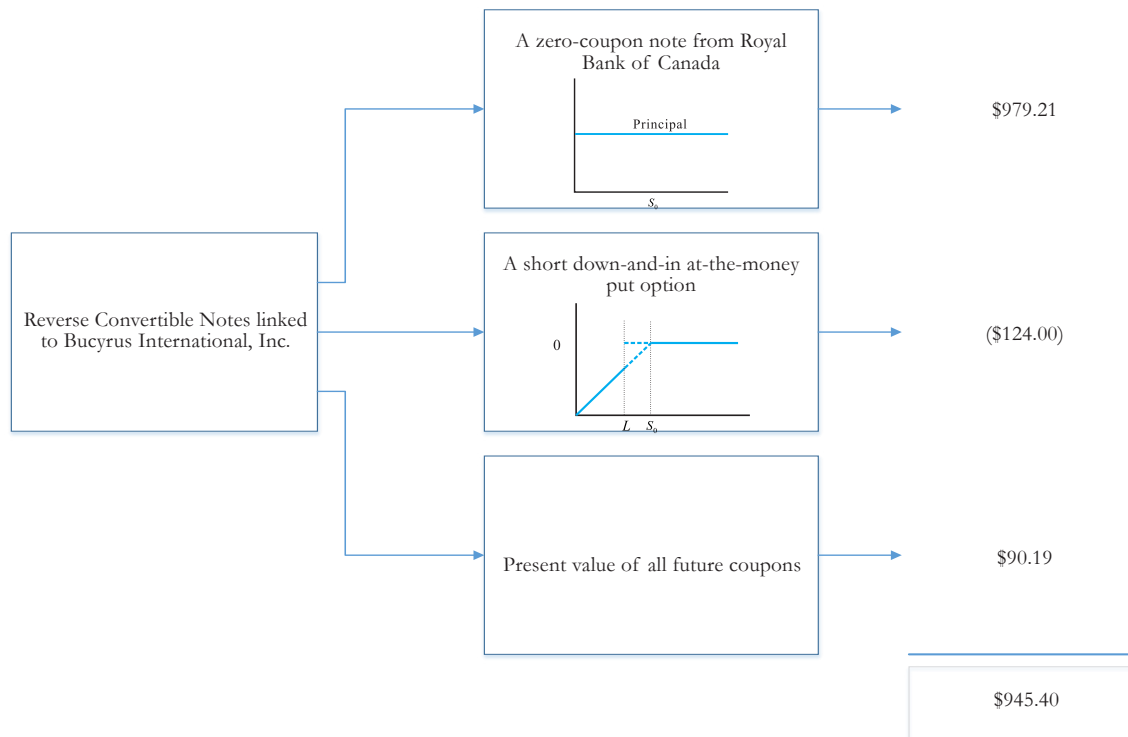 A zero-coupon note from Royal
Bank of Canada
Principal
S₀
$979.21
Reverse Convertible Notes linked
to Bucyrus International, Inc.
A short down-and-in at-the-money
put option
0
L S₀
($124.00)
Present value of all future coupons
$90.19
$945.40